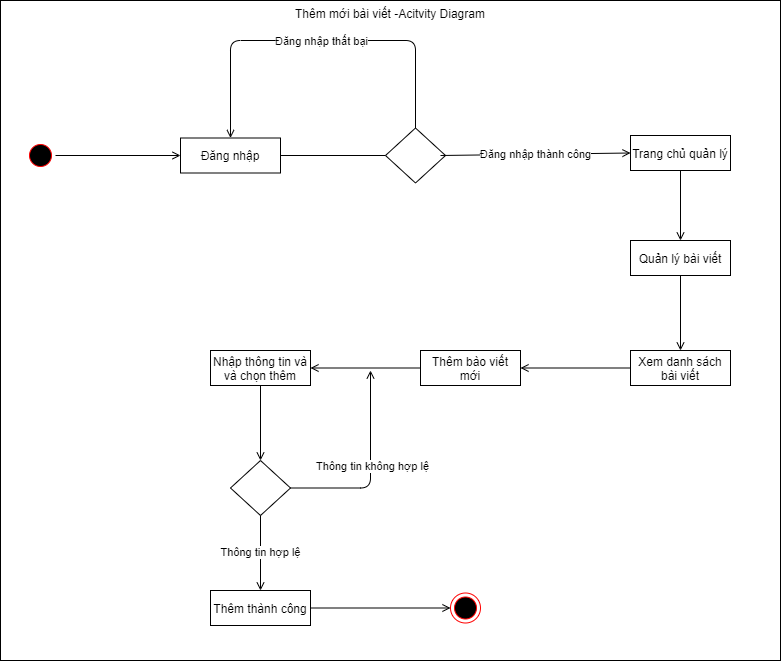 Thêm mới bài viết -Acitvity Diagram
Đăng nhập thất bại
Đăng nhập
Đăng nhập thành công
Trang chủ quản lý
Quản lý bài viết
Xem danh sách
bài viết
Thêm bảo viết
mới
Nhập thông tin và
và chọn thêm
Thông tin không hợp lệ
Thông tin hợp lệ
Thêm thành công